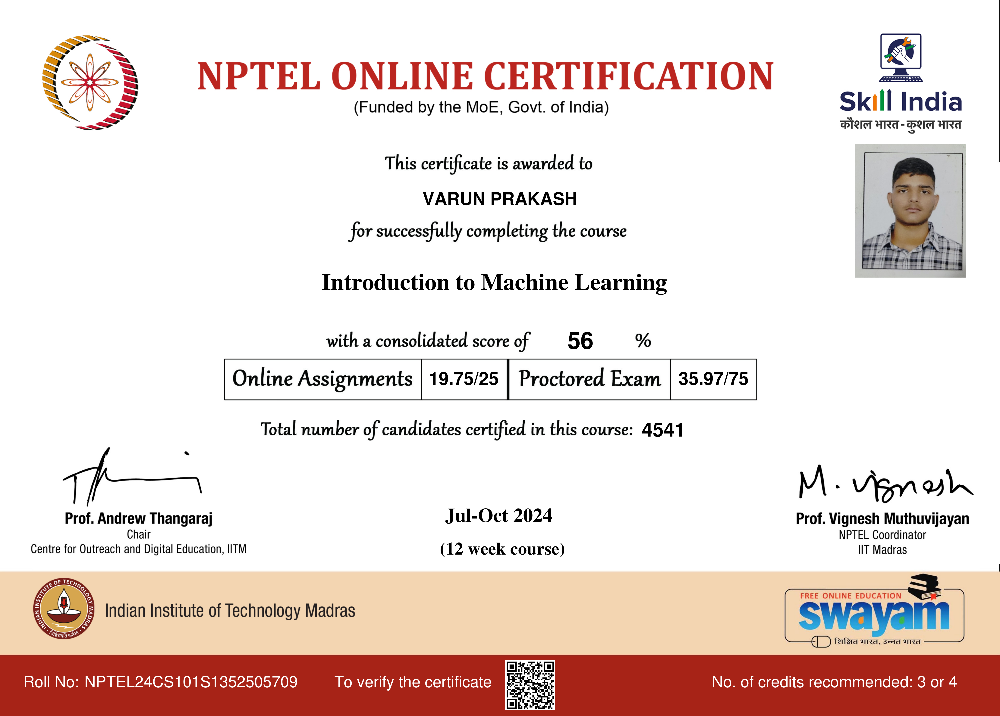 NPTEL ONLINE CERTIFICATION
(Funded by the MoE, Govt. of India)
Skill India
कौशल भारत - कुशल भारत
This certificate is awarded to
VARUN PRAKASH
for successfully completing the course
Introduction to Machine Learning
with a consolidated score of 56 %
Online Assignments 19.75/25 Proctored Exam 35.97/75
Total number of candidates certified in this course: 4541
M. Vignesh
Prof. Andrew Thangaraj
Chair
Centre for Outreach and Digital Education, IITM
Jul-Oct 2024
(12 week course)
Prof. Vignesh Muthuvijayan
NPTEL Coordinator
IIT Madras
INDIAN INSTITUTE OF TECHNOLOGY MADRAS
सिद्धिर्भवति कर्मजा
Indian Institute of Technology Madras
FREE ONLINE EDUCATION
swayam
शिक्षित भारत, उन्नत भारत
Roll No: NPTEL24CS101S1352505709
To verify the certificate
No. of credits recommended: 3 or 4